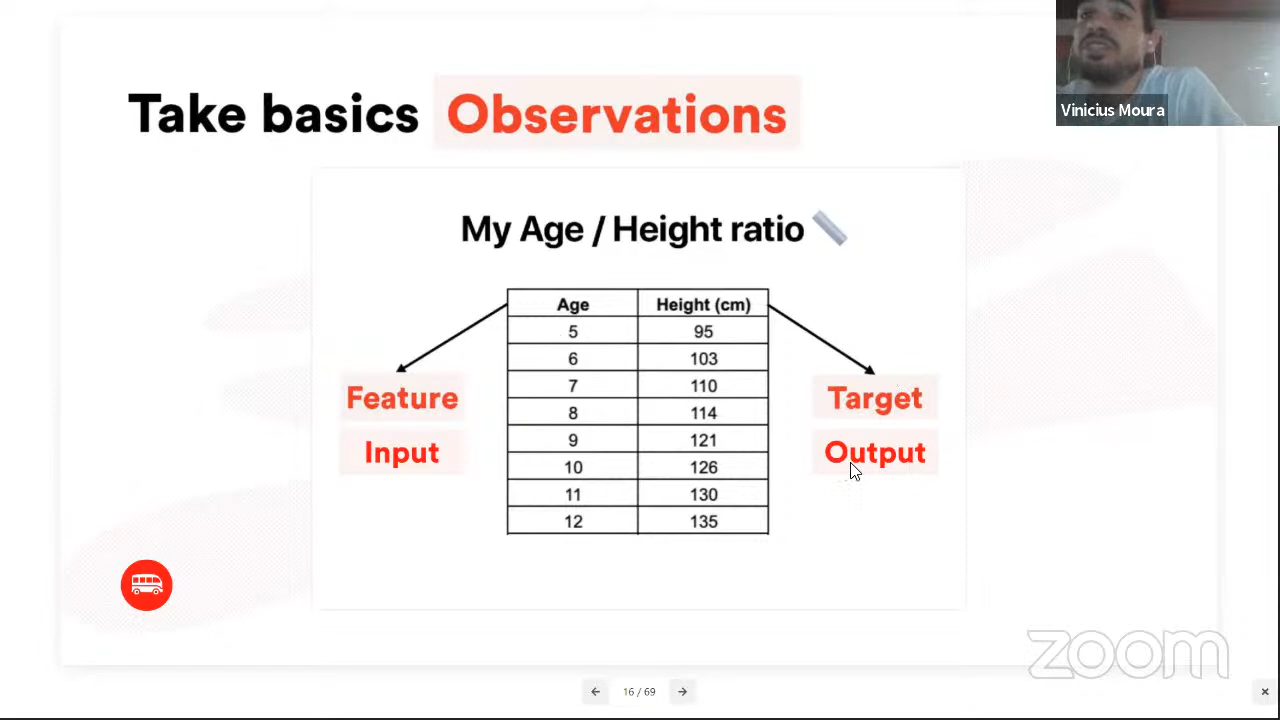 Take basics Observations
Vinicius Moura
My Age / Height ratio
Age Height (cm)
5 95
6 103
7 110
8 114
9 121
10 126
11 130
12 135
Feature
Input
Target
Output
zoom
16 / 69